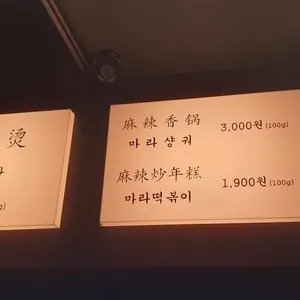 烫
g)
麻辣香锅 3,000원 (100g)
마라샹궈
麻辣炒年糕 1,900원 (100g)
마라떡볶이